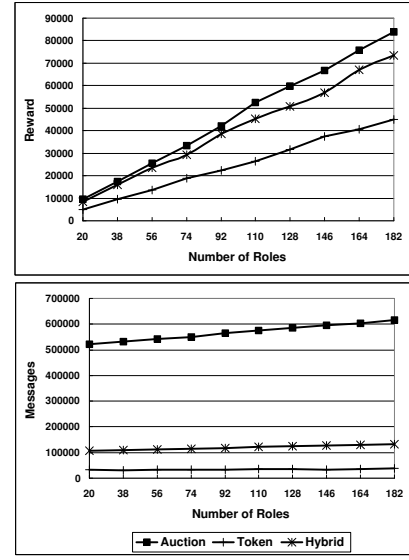 90000
80000
70000
60000
50000
40000
30000
20000
10000
0
Reward
20 38 56 74 92 110 128 146 164 182
Number of Roles
700000
600000
500000
400000
300000
200000
100000
0
Messages
20 38 56 74 92 110 128 146 164 182
Number of Roles
Auction Token Hybrid